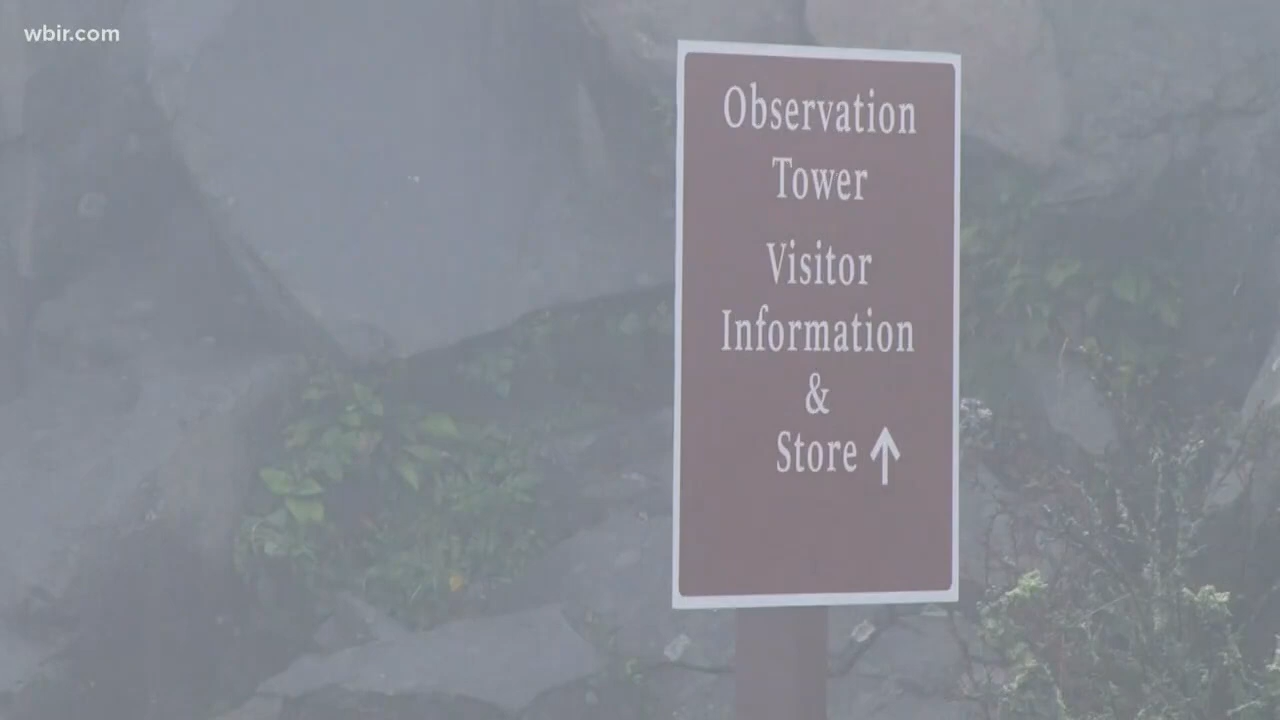 wbir.com
Observation
Tower
Visitor
Information
&
Store ↑